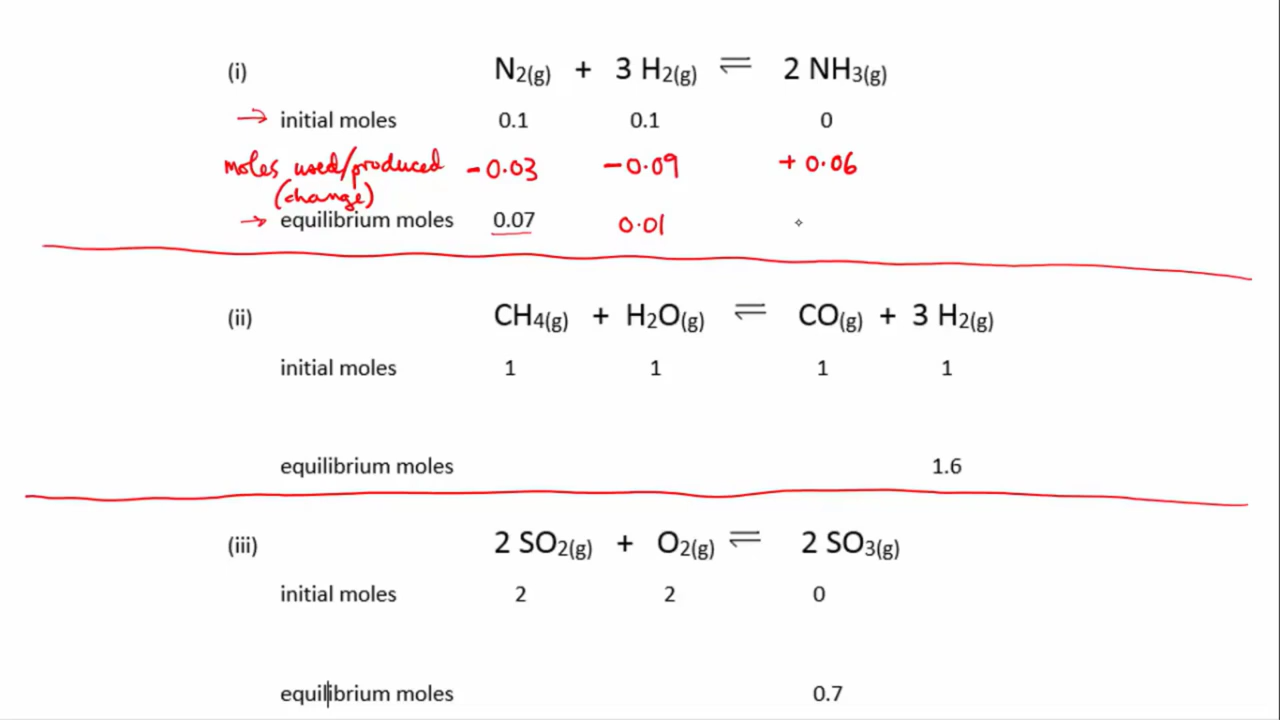 (i) N2(g) + 3 H2(g) ⇌ 2 NH3(g)
→ initial moles 0.1 0.1 0
moles used/produced -0.03 -0.09 +0.06
(change)
→ equilibrium moles 0.07 0.01
(ii) CH4(g) + H2O(g) ⇌ CO(g) + 3 H2(g)
initial moles 1 1 1 1
equilibrium moles 1.6
(iii) 2 SO2(g) + O2(g) ⇌ 2 SO3(g)
initial moles 2 2 0
equilibrium moles 0.7